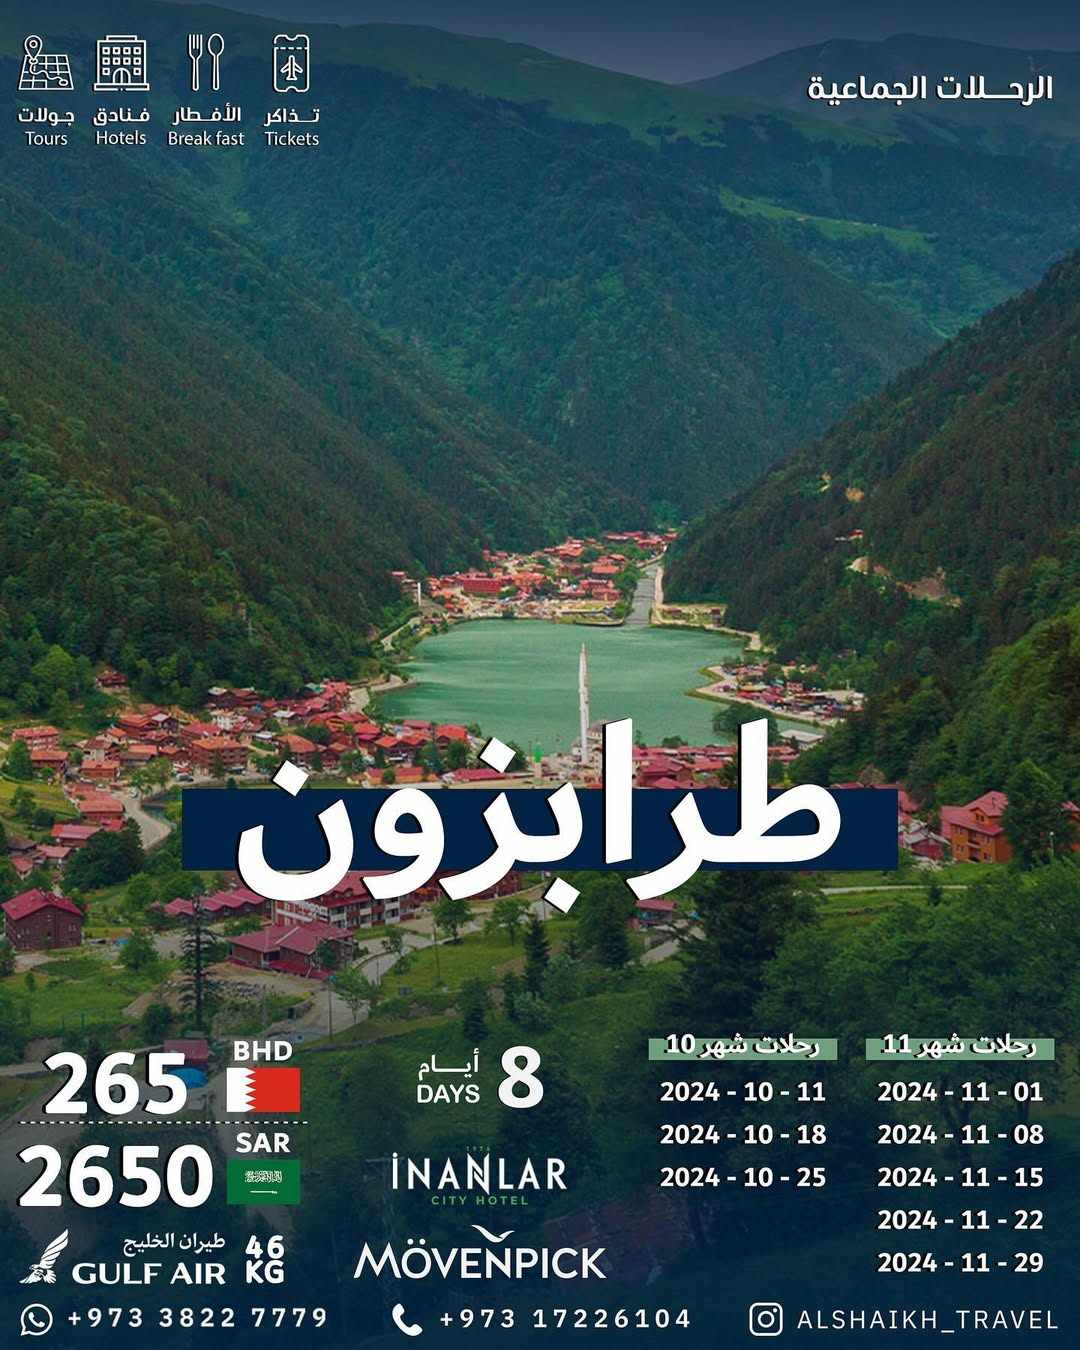 الرحلات الجماعية
تذاكر
Tickets
الأفطار
Break fast
فنادق
Hotels
جولات
Tours
طرابزون
265 BHD
2650 SAR
طيران الخليج
GULF AIR
46 KG
8 أيام
DAYS
İNANLAR
CITY HOTEL
MÖVENPICK
رحلات شهر 10
2024 - 10 - 11
2024 - 10 - 18
2024 - 10 - 25
رحلات شهر 11
2024 - 11 - 01
2024 - 11 - 08
2024 - 11 - 15
2024 - 11 - 22
2024 - 11 - 29
+973 3822 7779
+973 17226104
ALSHAIKH_TRAVEL